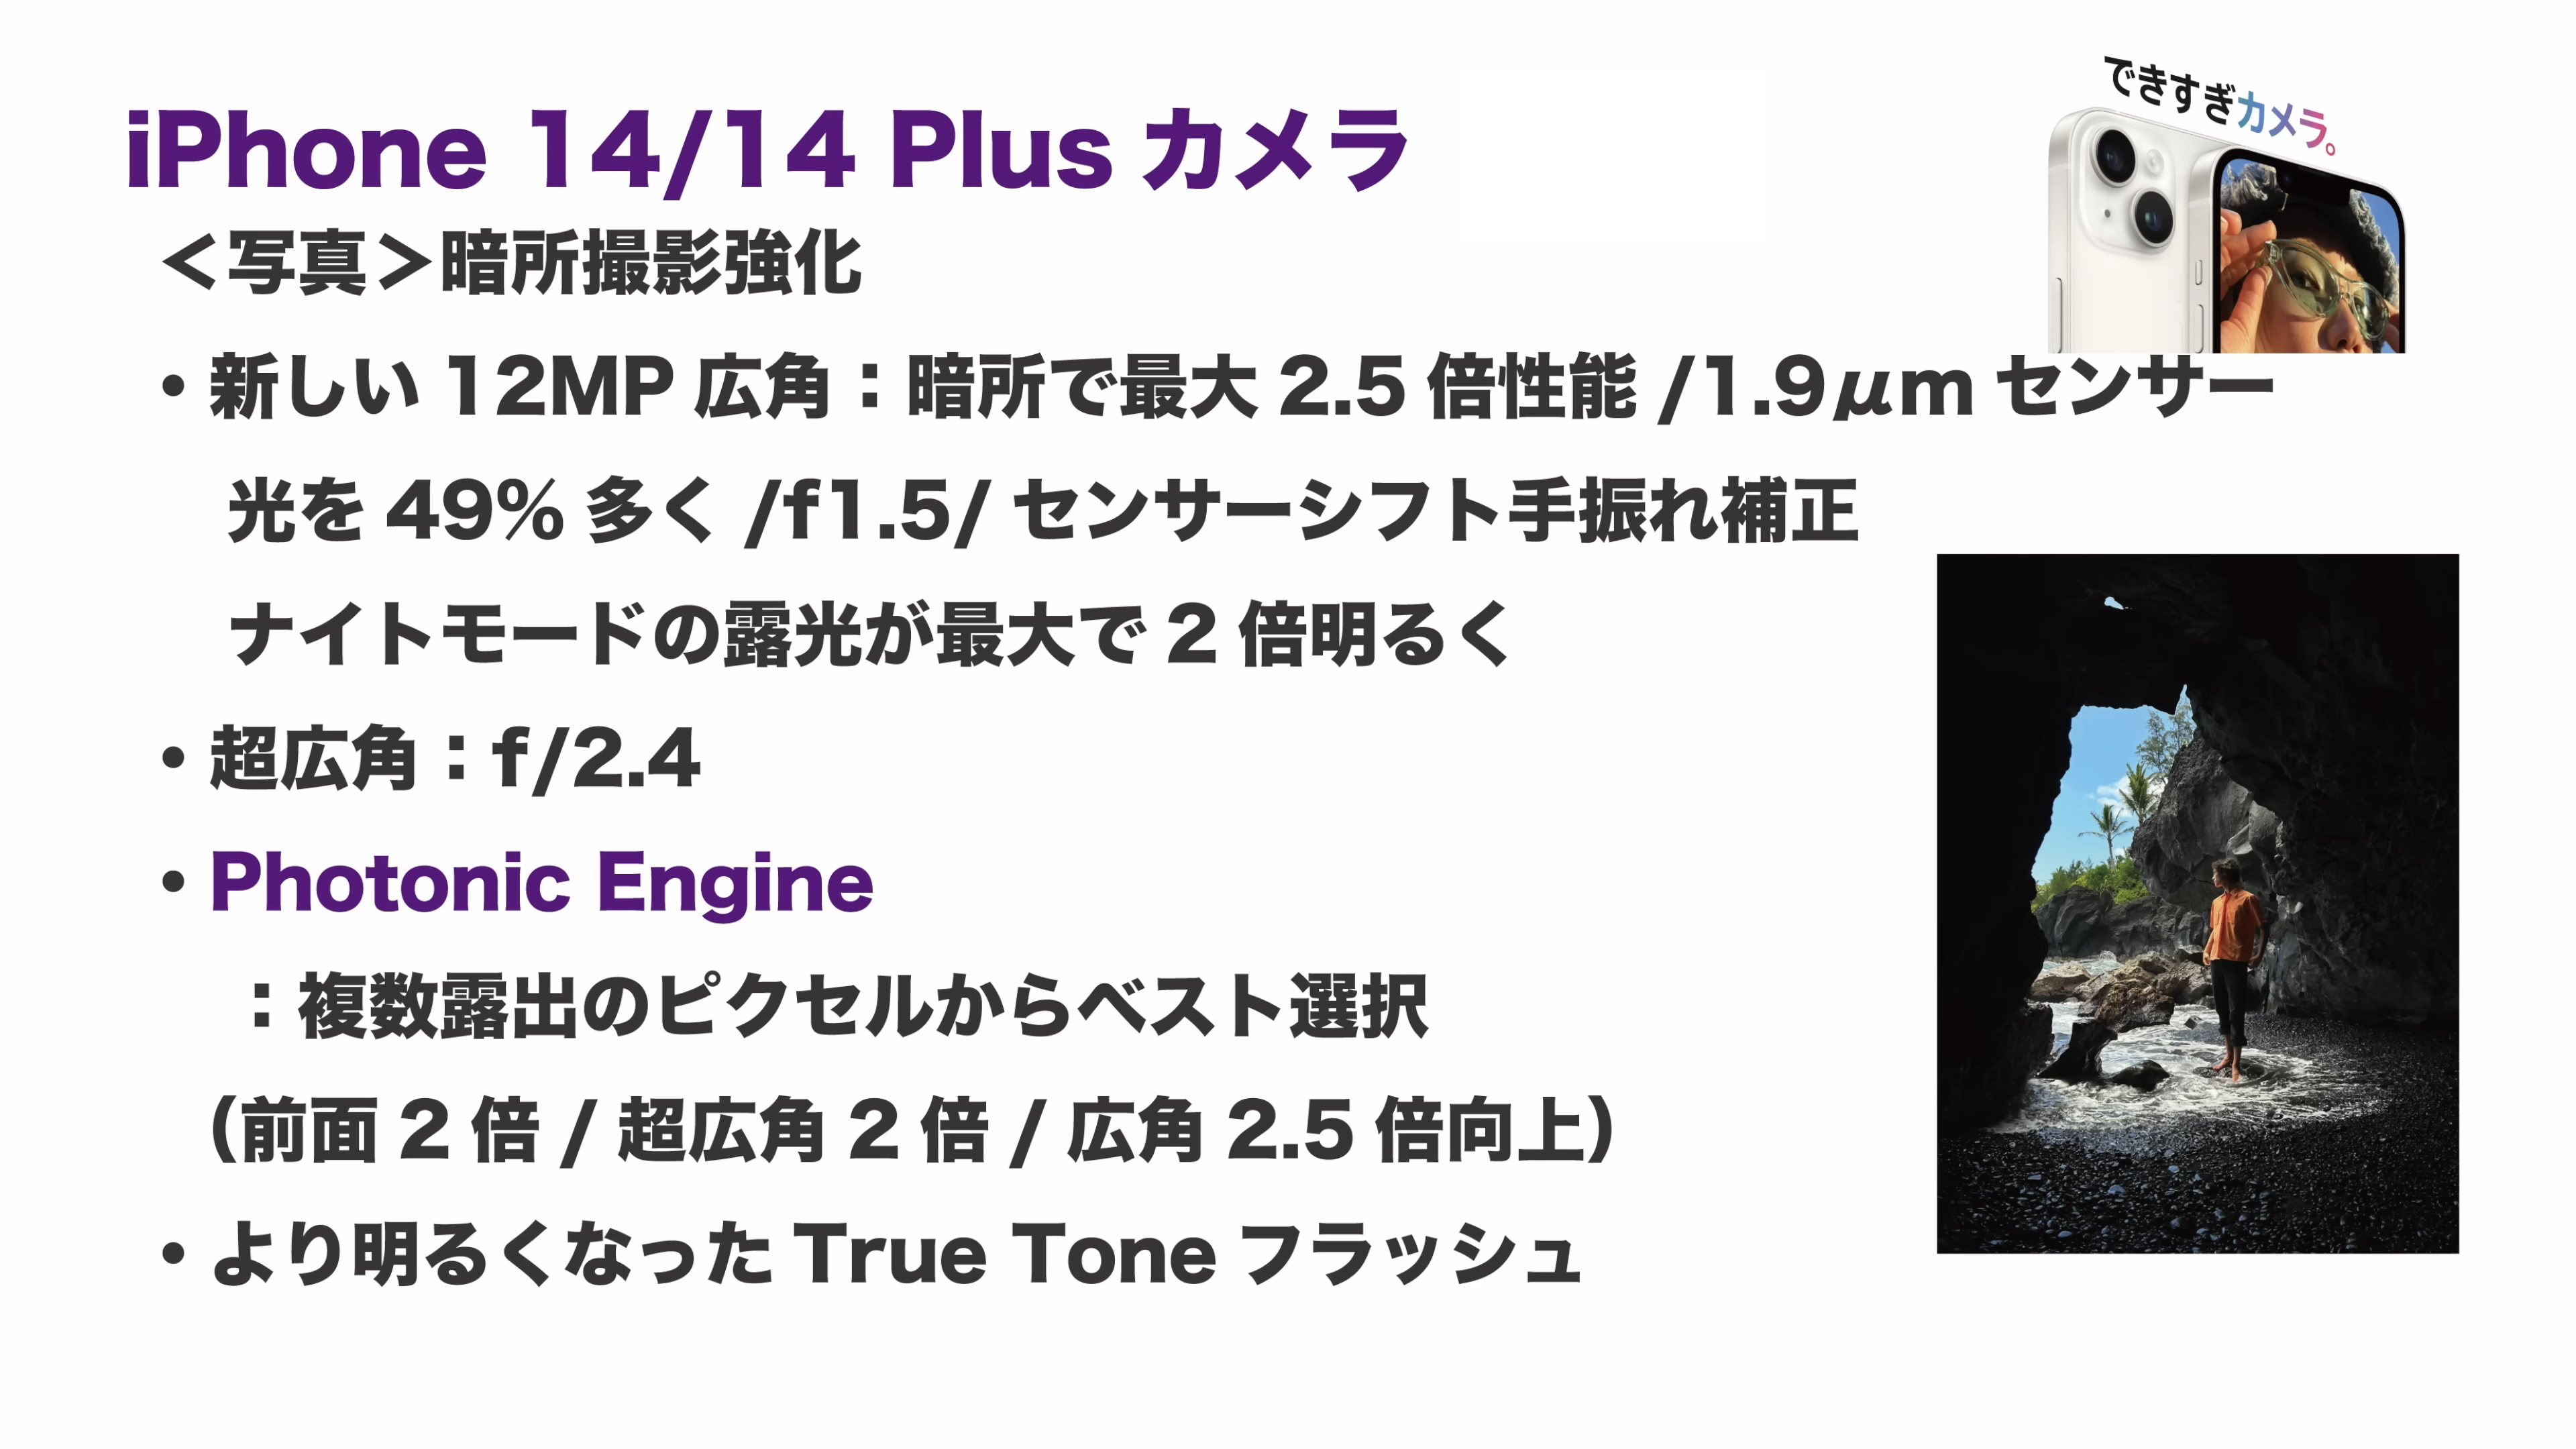 できすぎカメラ。
iPhone 14/14 Plus カメラ
＜写真＞暗所撮影強化
・新しい 12MP 広角：暗所で最大 2.5 倍性能 /1.9μm センサー
光を 49% 多く /f1.5/ センサーシフト手振れ補正
ナイトモードの露光が最大で 2 倍明るく
・超広角：f/2.4
・Photonic Engine
：複数露出のピクセルからベスト選択
（前面 2 倍 / 超広角 2 倍 / 広角 2.5 倍向上）
・より明るくなった True Tone フラッシュ